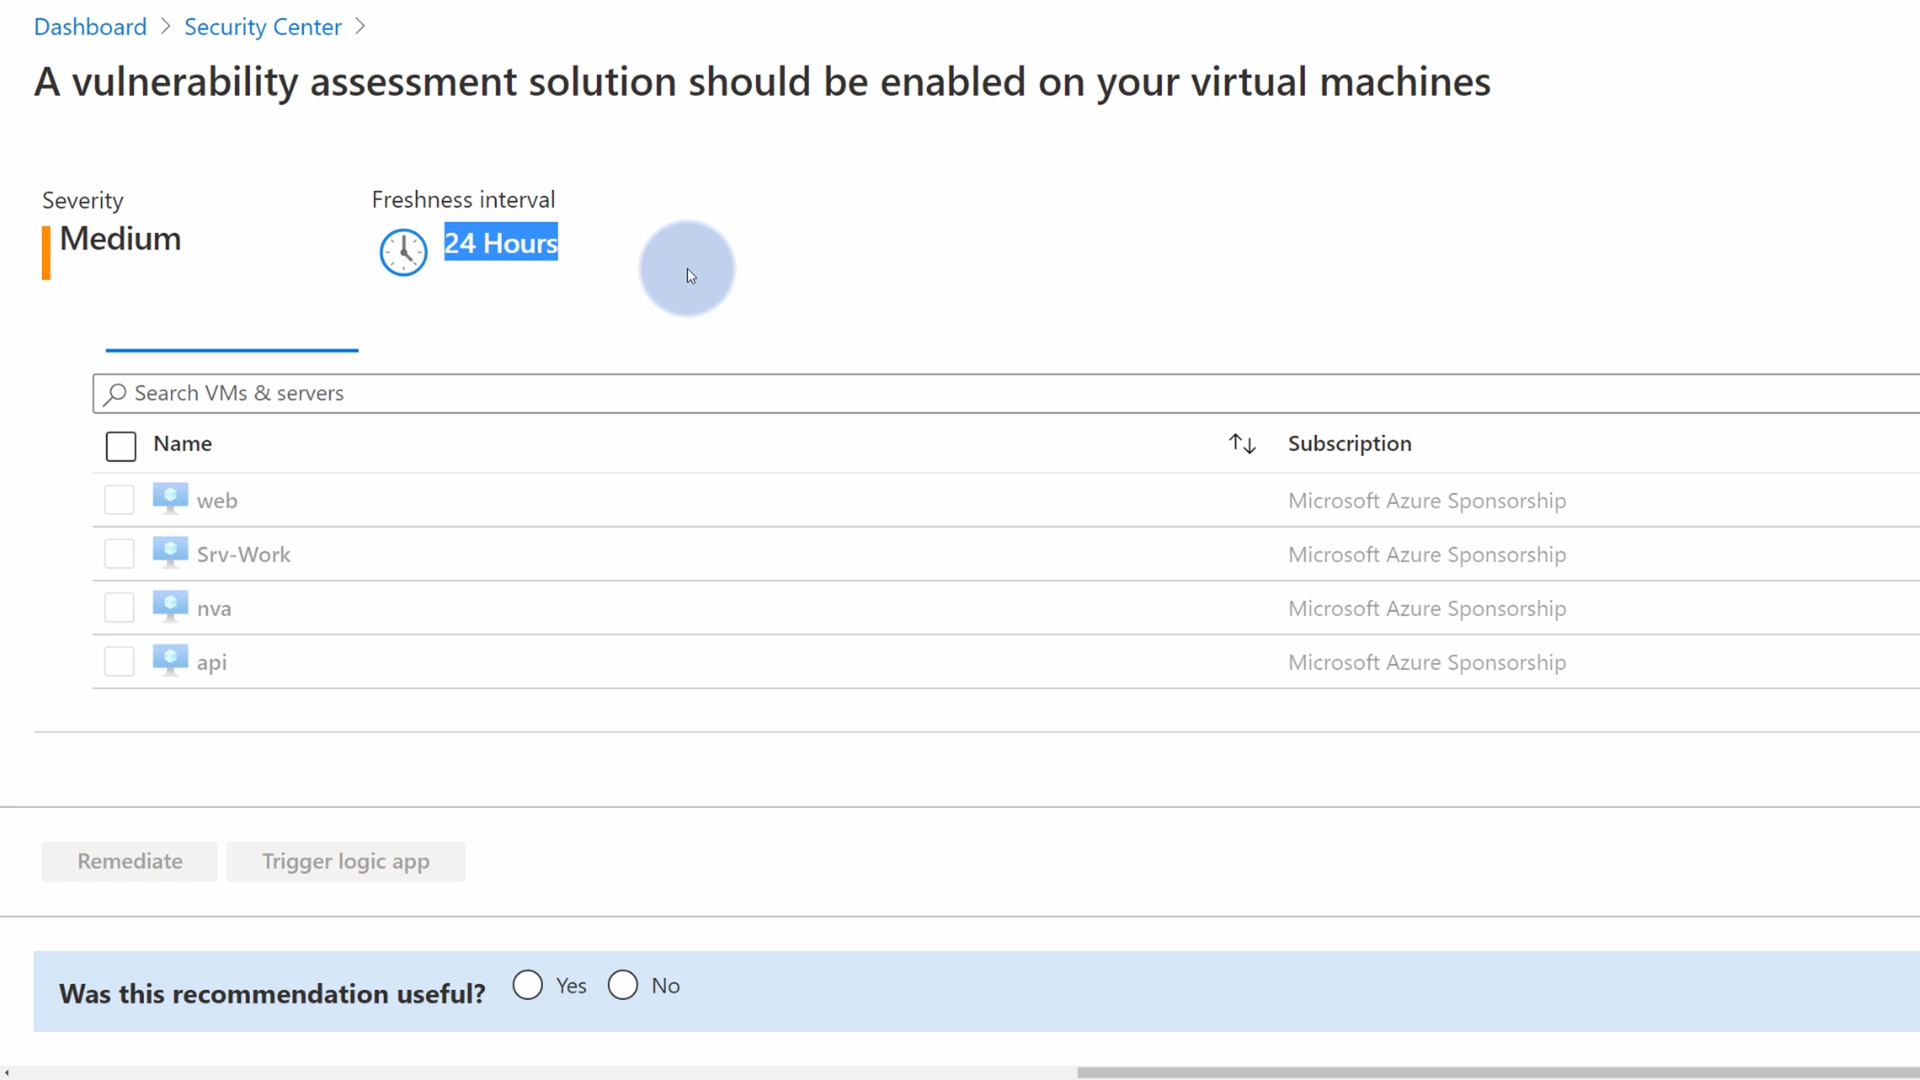 Dashboard > Security Center >
A vulnerability assessment solution should be enabled on your virtual machines
Severity
Medium
Freshness interval
24 Hours
Search VMs & servers
Name Subscription
web Microsoft Azure Sponsorship
Srv-Work Microsoft Azure Sponsorship
nva Microsoft Azure Sponsorship
api Microsoft Azure Sponsorship
Remediate Trigger logic app
Was this recommendation useful? Yes No